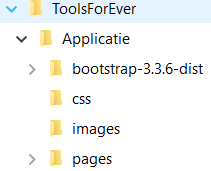 ToolsForEver
Applicatie
bootstrap-3.3.6-dist
css
images
pages